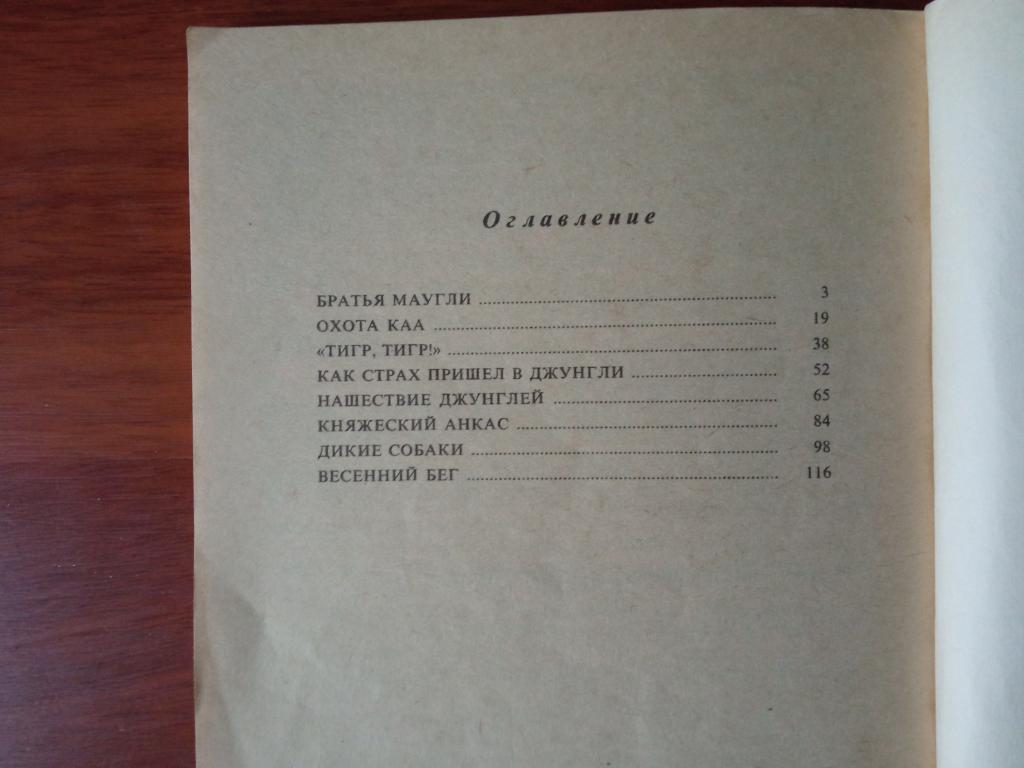 Оглавление
БРАТЬЯ МАУГЛИ ........ 3
ОХОТА КАА ........ 19
«ТИГР, ТИГР!» ........ 38
КАК СТРАХ ПРИШЕЛ В ДЖУНГЛИ ........ 52
НАШЕСТВИЕ ДЖУНГЛЕЙ ........ 65
КНЯЖЕСКИЙ АНКАС ........ 84
ДИКИЕ СОБАКИ ........ 98
ВЕСЕННИЙ БЕГ ........ 116